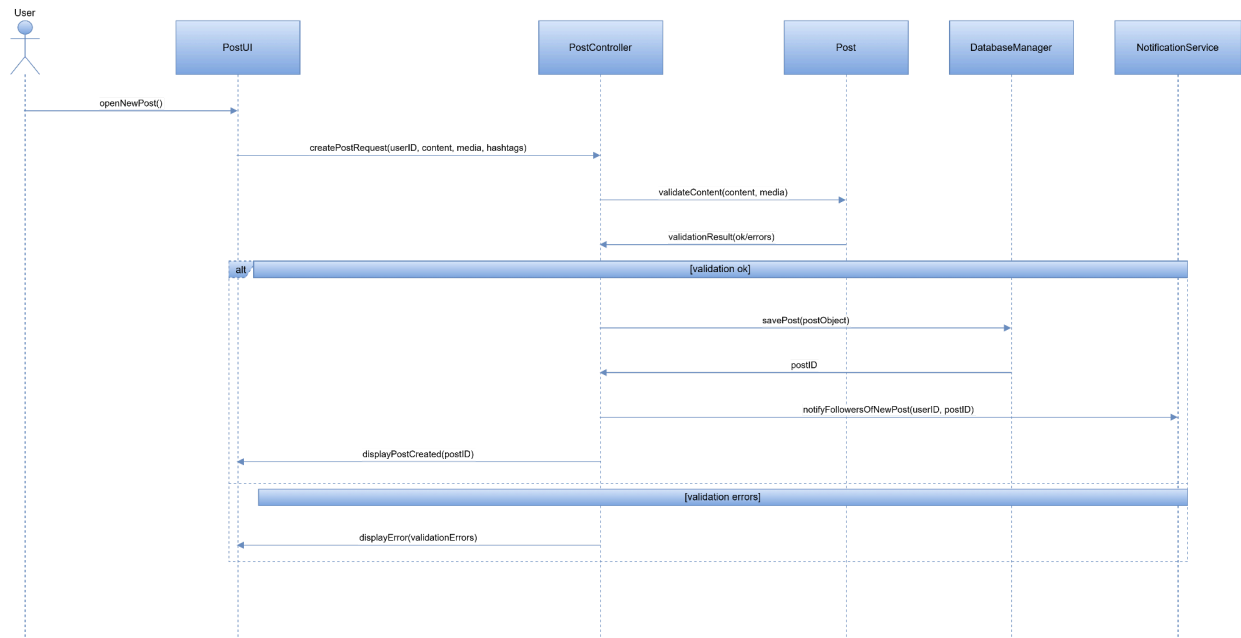 User
PostUI
PostController
Post
DatabaseManager
NotificationService
openNewPost()
createPostRequest(userID, content, media, hashtags)
validateContent(content, media)
validationResult(ok/errors)
alt
[validation ok]
savePost(postObject)
postID
notifyFollowersOfNewPost(userID, postID)
displayPostCreated(postID)
[validation errors]
displayError(validationErrors)